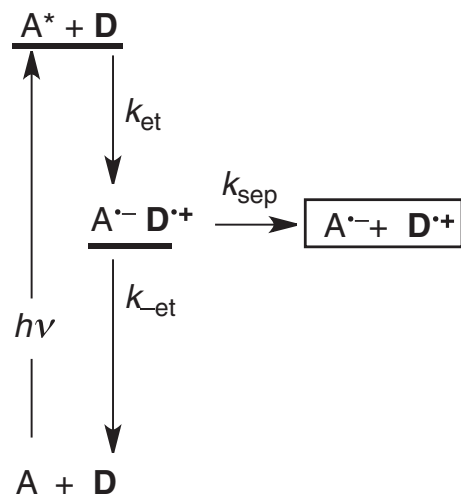 A* + D
k_et
A•− D•+
k_sep
A•− + D•+
k_–et
hν
A + D